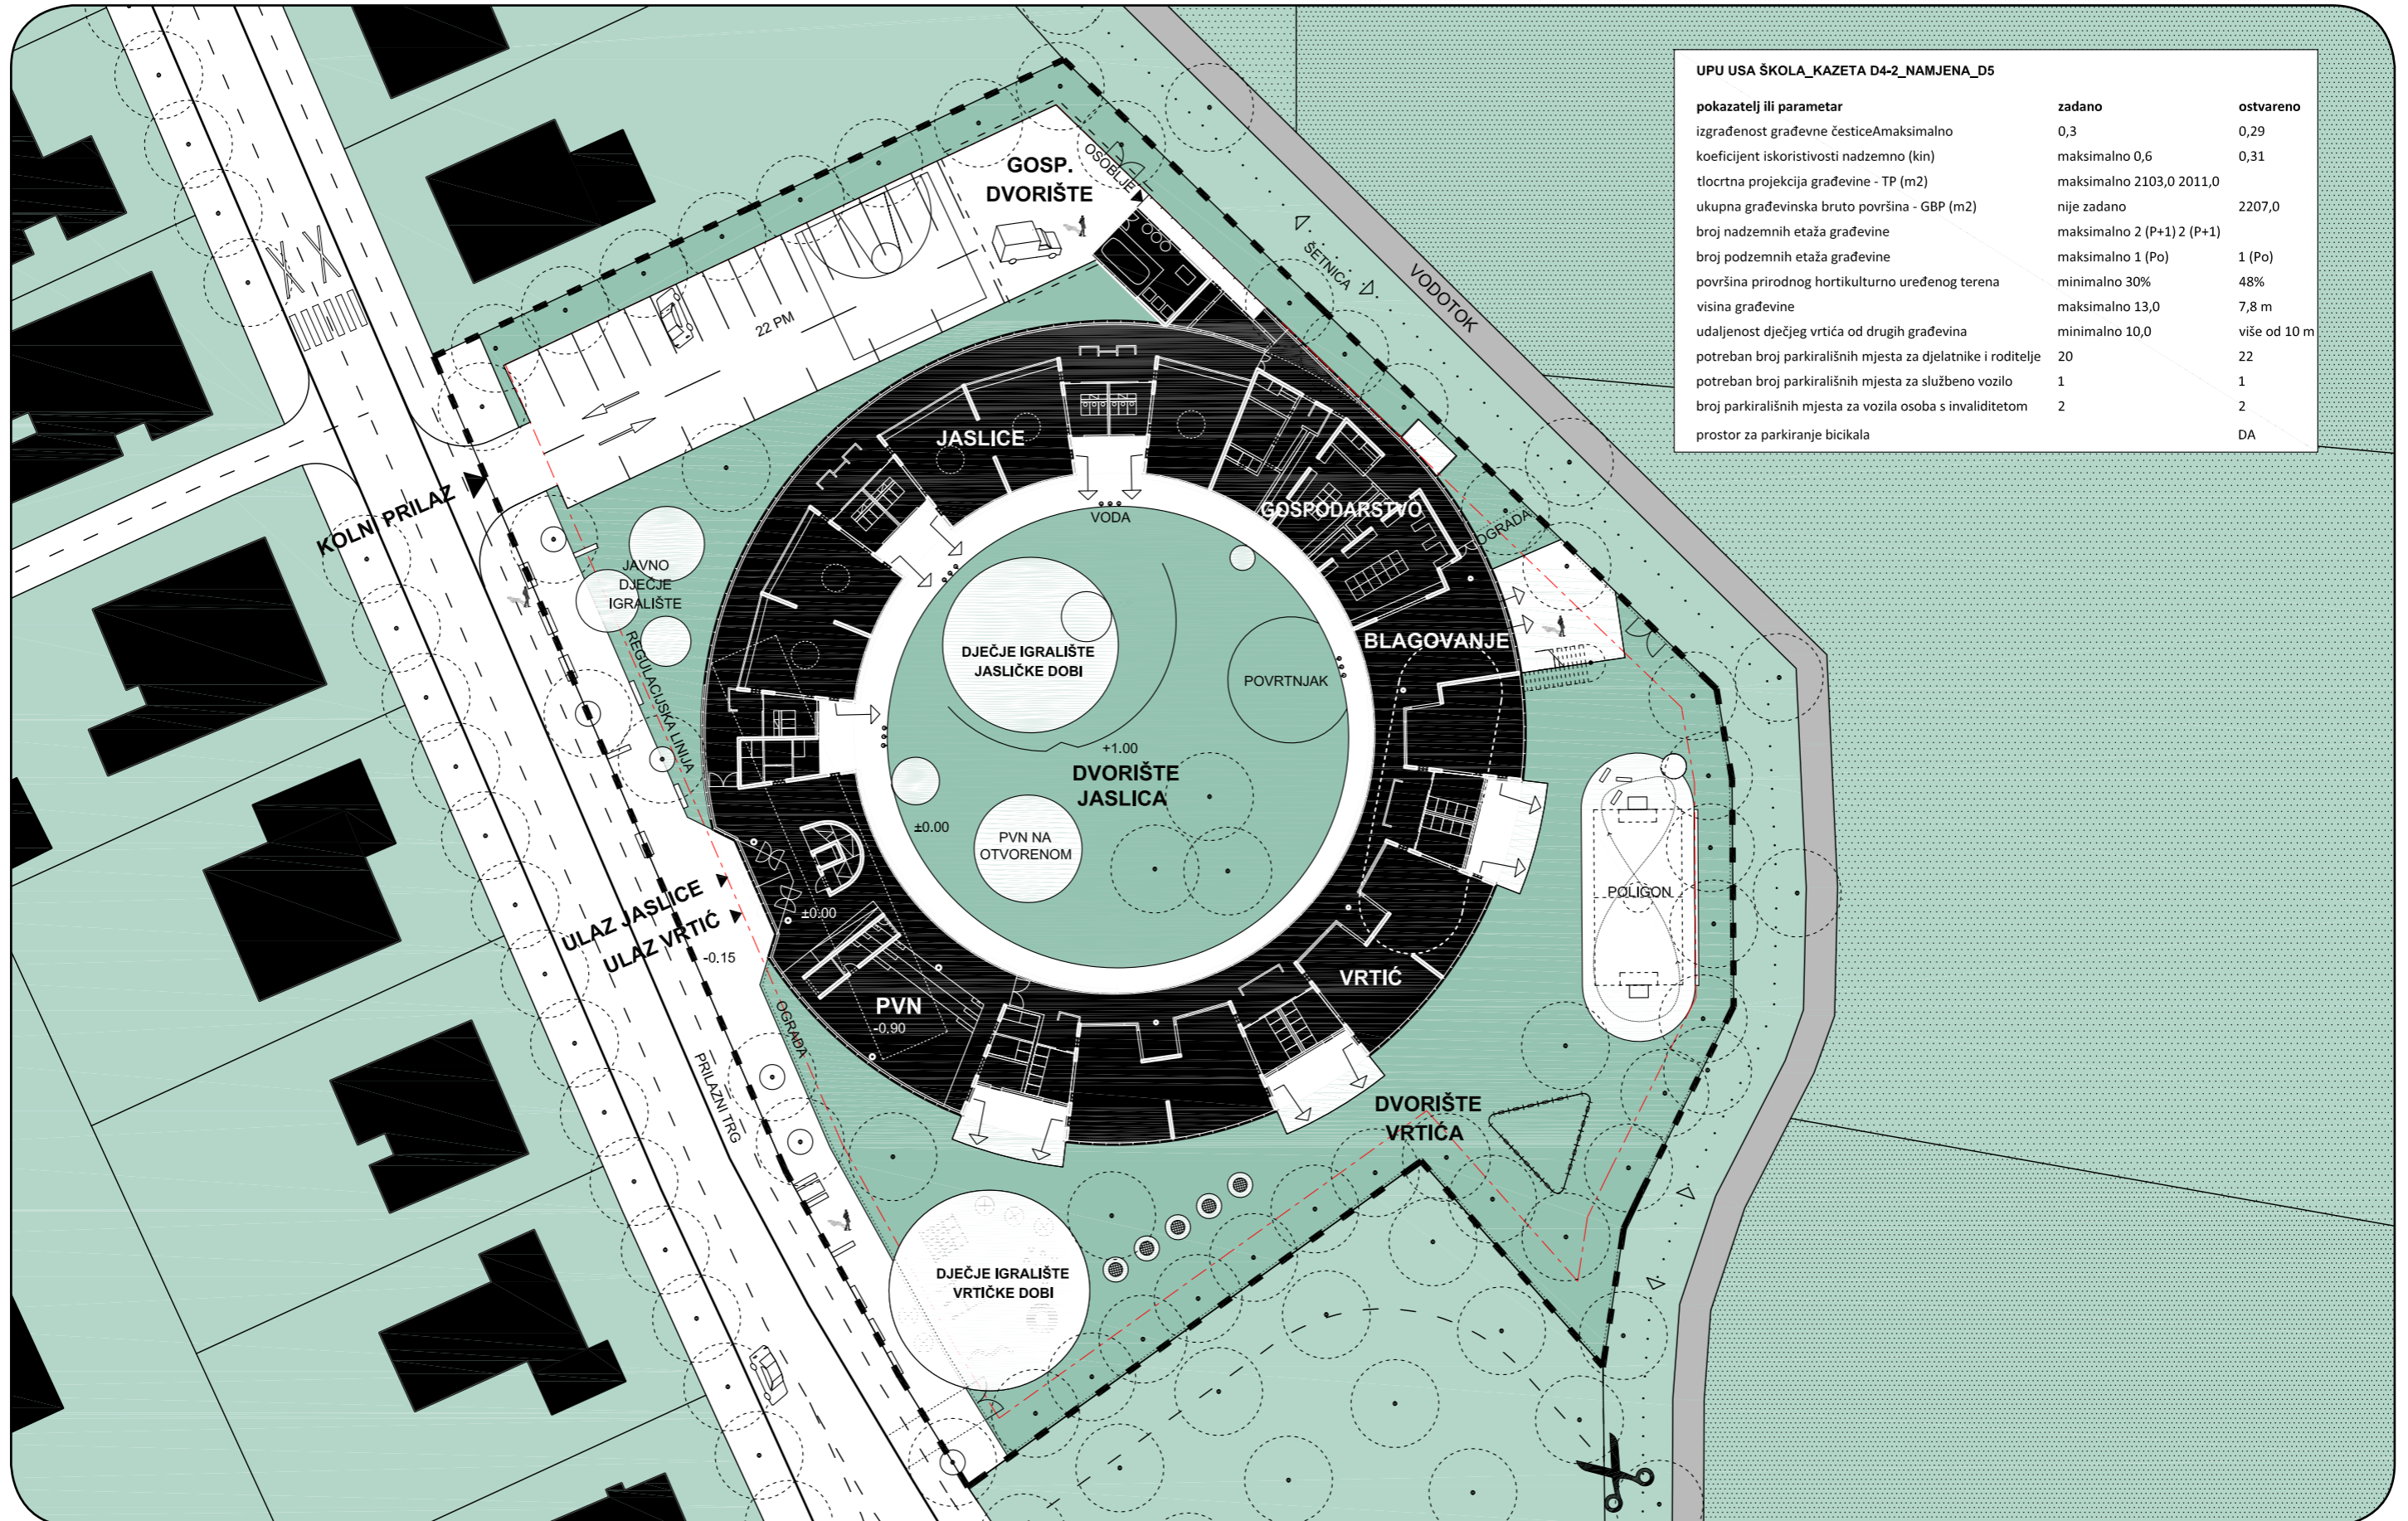 UPU USA ŠKOLA_KAZETA D4-2_NAMJENA_D5
pokazatelj ili parametar zadano ostvareno
izgrađenost građevne česticeAmaksimalno 0,3 0,29
koeficijent iskoristivosti nadzemno (kin) maksimalno 0,6 0,31
tlocrtna projekcija građevine - TP (m2) maksimalno 2103,0 2011,0
ukupna građevinska bruto površina - GBP (m2) nije zadano 2207,0
broj nadzemnih etaža građevine maksimalno 2 (P+1) 2 (P+1)
broj podzemnih etaža građevine maksimalno 1 (Po) 1 (Po)
površina prirodnog hortikulturno uređenog terena minimalno 30% 48%
visina građevine maksimalno 13,0 7,8 m
udaljenost dječjeg vrtića od drugih građevina minimalno 10,0 više od 10 m
potreban broj parkirališnih mjesta za djelatnike i roditelje 20 22
potreban broj parkirališnih mjesta za službeno vozilo 1 1
broj parkirališnih mjesta za vozila osoba s invaliditetom 2 2
prostor za parkiranje bicikala DA
GOSP.
DVORIŠTE
OSOBLJE
ŠETNICA
VODOTOK
22 PM
JASLICE
KOLNI PRILAZ
VODA
GOSPODARSTVO
OGRADA
JAVNO
DJEČJE
IGRALIŠTE
REGULACIJSKA LINIJA
DJEČJE IGRALIŠTE
JASLIČKE DOBI
BLAGOVANJE
POVRTNJAK
+1.00
DVORIŠTE
JASLICA
±0.00
PVN NA
OTVORENOM
POLIGON
ULAZ JASLICE
ULAZ VRTIĆ
±0.00
-0.15
VRTIĆ
PVN
-0.90
OGRADA
PRILAZNI TRG
DVORIŠTE
VRTIĆA
DJEČJE IGRALIŠTE
VRTIČKE DOBI